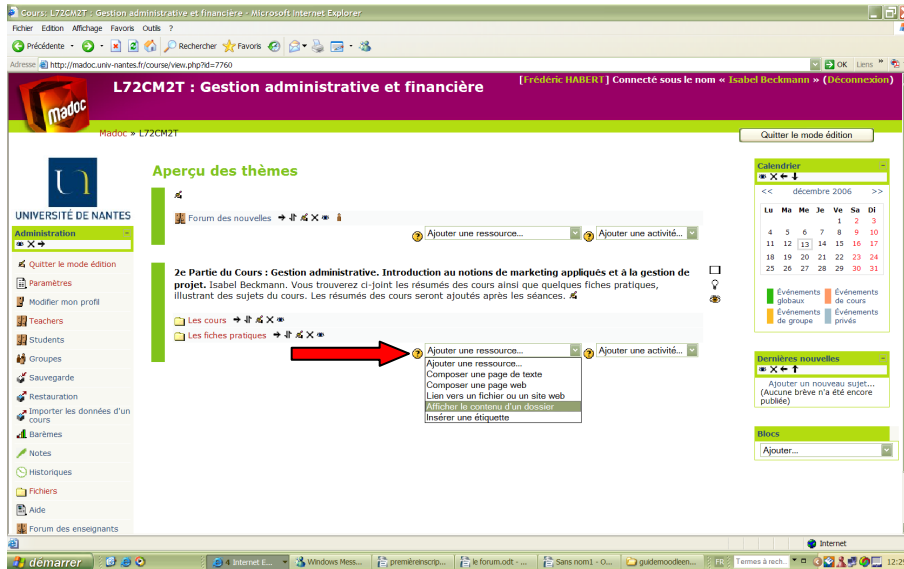 Cours: L72CM2T : Gestion administrative et financière - Microsoft Internet Explorer
Fichier Edition Affichage Favoris Outils ?
Précédente Rechercher Favoris
Adresse http://madoc.univ-nantes.fr/course/view.php?id=7760 OK Liens »
Madoc
L72CM2T : Gestion administrative et financière
[Frédéric HABERT] Connecté sous le nom « Isabel Beckmann » (Déconnexion)
Madoc » L72CM2T
Quitter le mode édition
UNIVERSITÉ DE NANTES
Administration
Quitter le mode édition
Paramètres
Modifier mon profil
Teachers
Students
Groupes
Sauvegarde
Restauration
Importer les données d'un
cours
Barèmes
Notes
Historiques
Fichiers
Aide
Forum des enseignants
Aperçu des thèmes
Forum des nouvelles
Ajouter une ressource... Ajouter une activité...
2e Partie du Cours : Gestion administrative. Introduction au notions de marketing appliqués et à la gestion de
projet. Isabel Beckmann. Vous trouverez ci-joint les résumés des cours ainsi que quelques fiches pratiques,
illustrant des sujets du cours. Les résumés des cours seront ajoutés après les séances.
Les cours
Les fiches pratiques
Ajouter une ressource... Ajouter une activité...
Ajouter une ressource...
Composer une page de texte
Composer une page web
Lien vers un fichier ou un site web
Afficher le contenu d'un dossier
Insérer une étiquette
Calendrier
<< décembre 2006 >>
Lu Ma Me Je Ve Sa Di
1 2 3
4 5 6 7 8 9 10
11 12 13 14 15 16 17
18 19 20 21 22 23 24
25 26 27 28 29 30 31
Événements globaux
Événements de cours
Événements de groupe
Événements privés
Dernières nouvelles
Ajouter un nouveau sujet...
(Aucune brève n'a été encore
publiée)
Blocs
Ajouter...
Internet
démarrer 4 Internet E... Windows Mess... premièreinscrip... le forum.odt - ... Sans nom1 - O... guidemoodleen... FR Termes à rech. 12:25